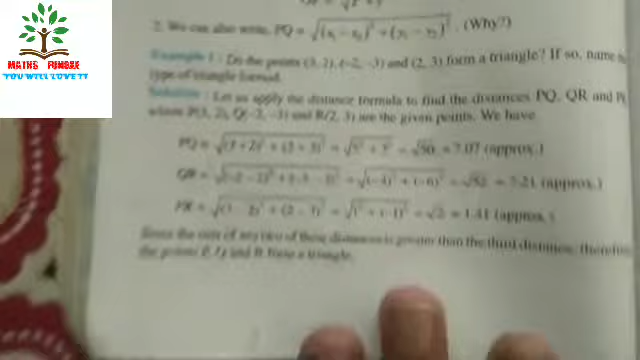 MATHS FUNBEE
YOU WILL LOVE IT
2. We can also write, PQ = √(x₁ − x₂)² + (y₁ − y₂)² . (Why?)
Example 1 : Do the points (3, 2), (−2, −3) and (2, 3) form a triangle? If so, name the
type of triangle formed.
Solution : Let us apply the distance formula to find the distances PQ, QR and PR
where P(3, 2), Q(−2, −3) and R(2, 3) are the given points. We have
PQ = √(3 + 2)² + (2 + 3)² = √5² + 5² = √50 = 7.07 (approx.)
QR = √(−2 − 2)² + (−3 − 3)² = √(−4)² + (−6)² = √52 = 7.21 (approx.)
PR = √(3 − 2)² + (2 − 3)² = √1² + (−1)² = √2 = 1.41 (approx.)
Since the sum of any two of these distances is greater than the third distance, therefore
the points P, Q and R form a triangle.